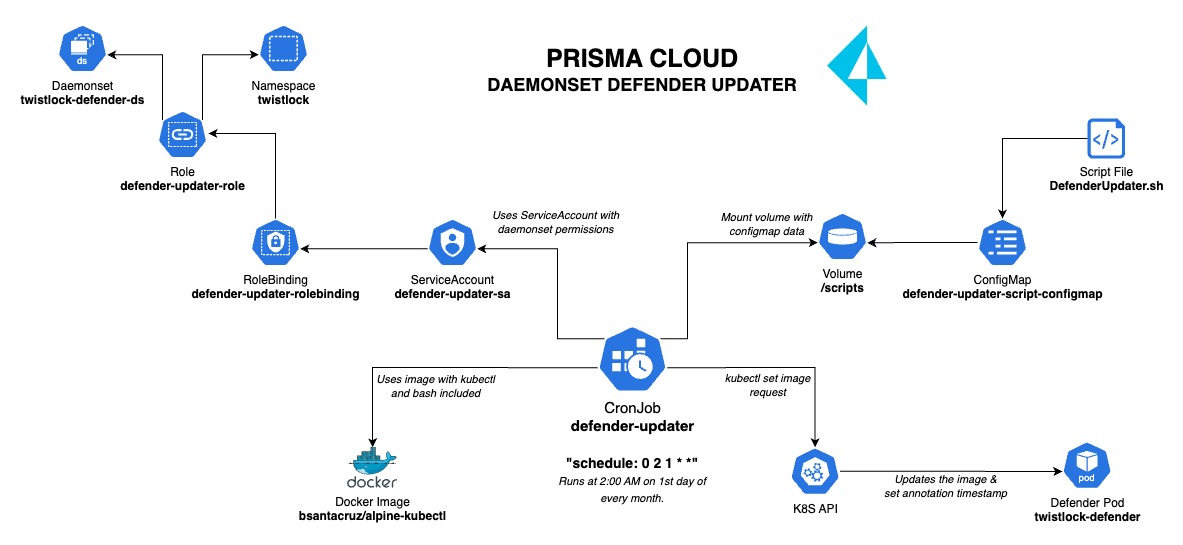 PRISMA CLOUD
DAEMONSET DEFENDER UPDATER
ds
Daemonset
twistlock-defender-ds
Namespace
twistlock
Role
defender-updater-role
Script File
DefenderUpdater.sh
Uses ServiceAccount with
daemonset permissions
Mount volume with
configmap data
RoleBinding
defender-updater-rolebinding
ServiceAccount
defender-updater-sa
Volume
/scripts
ConfigMap
defender-updater-script-configmap
Uses image with kubectl
and bash included
kubectl set image
request
CronJob
defender-updater
"schedule: 0 2 1 * *"
Runs at 2:00 AM on 1st day of
every month.
docker
Docker Image
bsantacruz/alpine-kubectl
K8S API
Updates the image &
set annotation timestamp
pod
Defender Pod
twistlock-defender